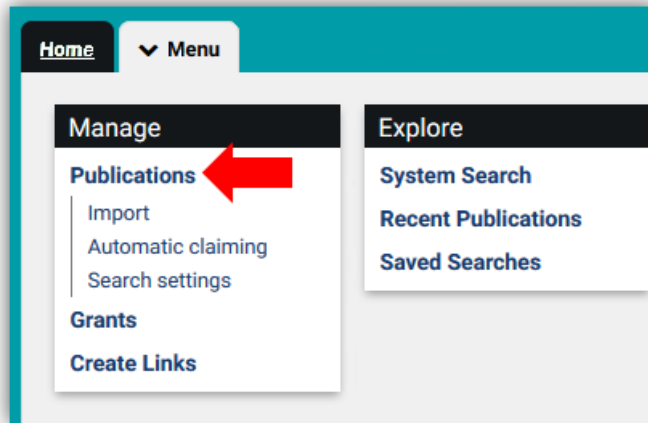 Home
Menu
Manage
Publications
Import
Automatic claiming
Search settings
Grants
Create Links
Explore
System Search
Recent Publications
Saved Searches